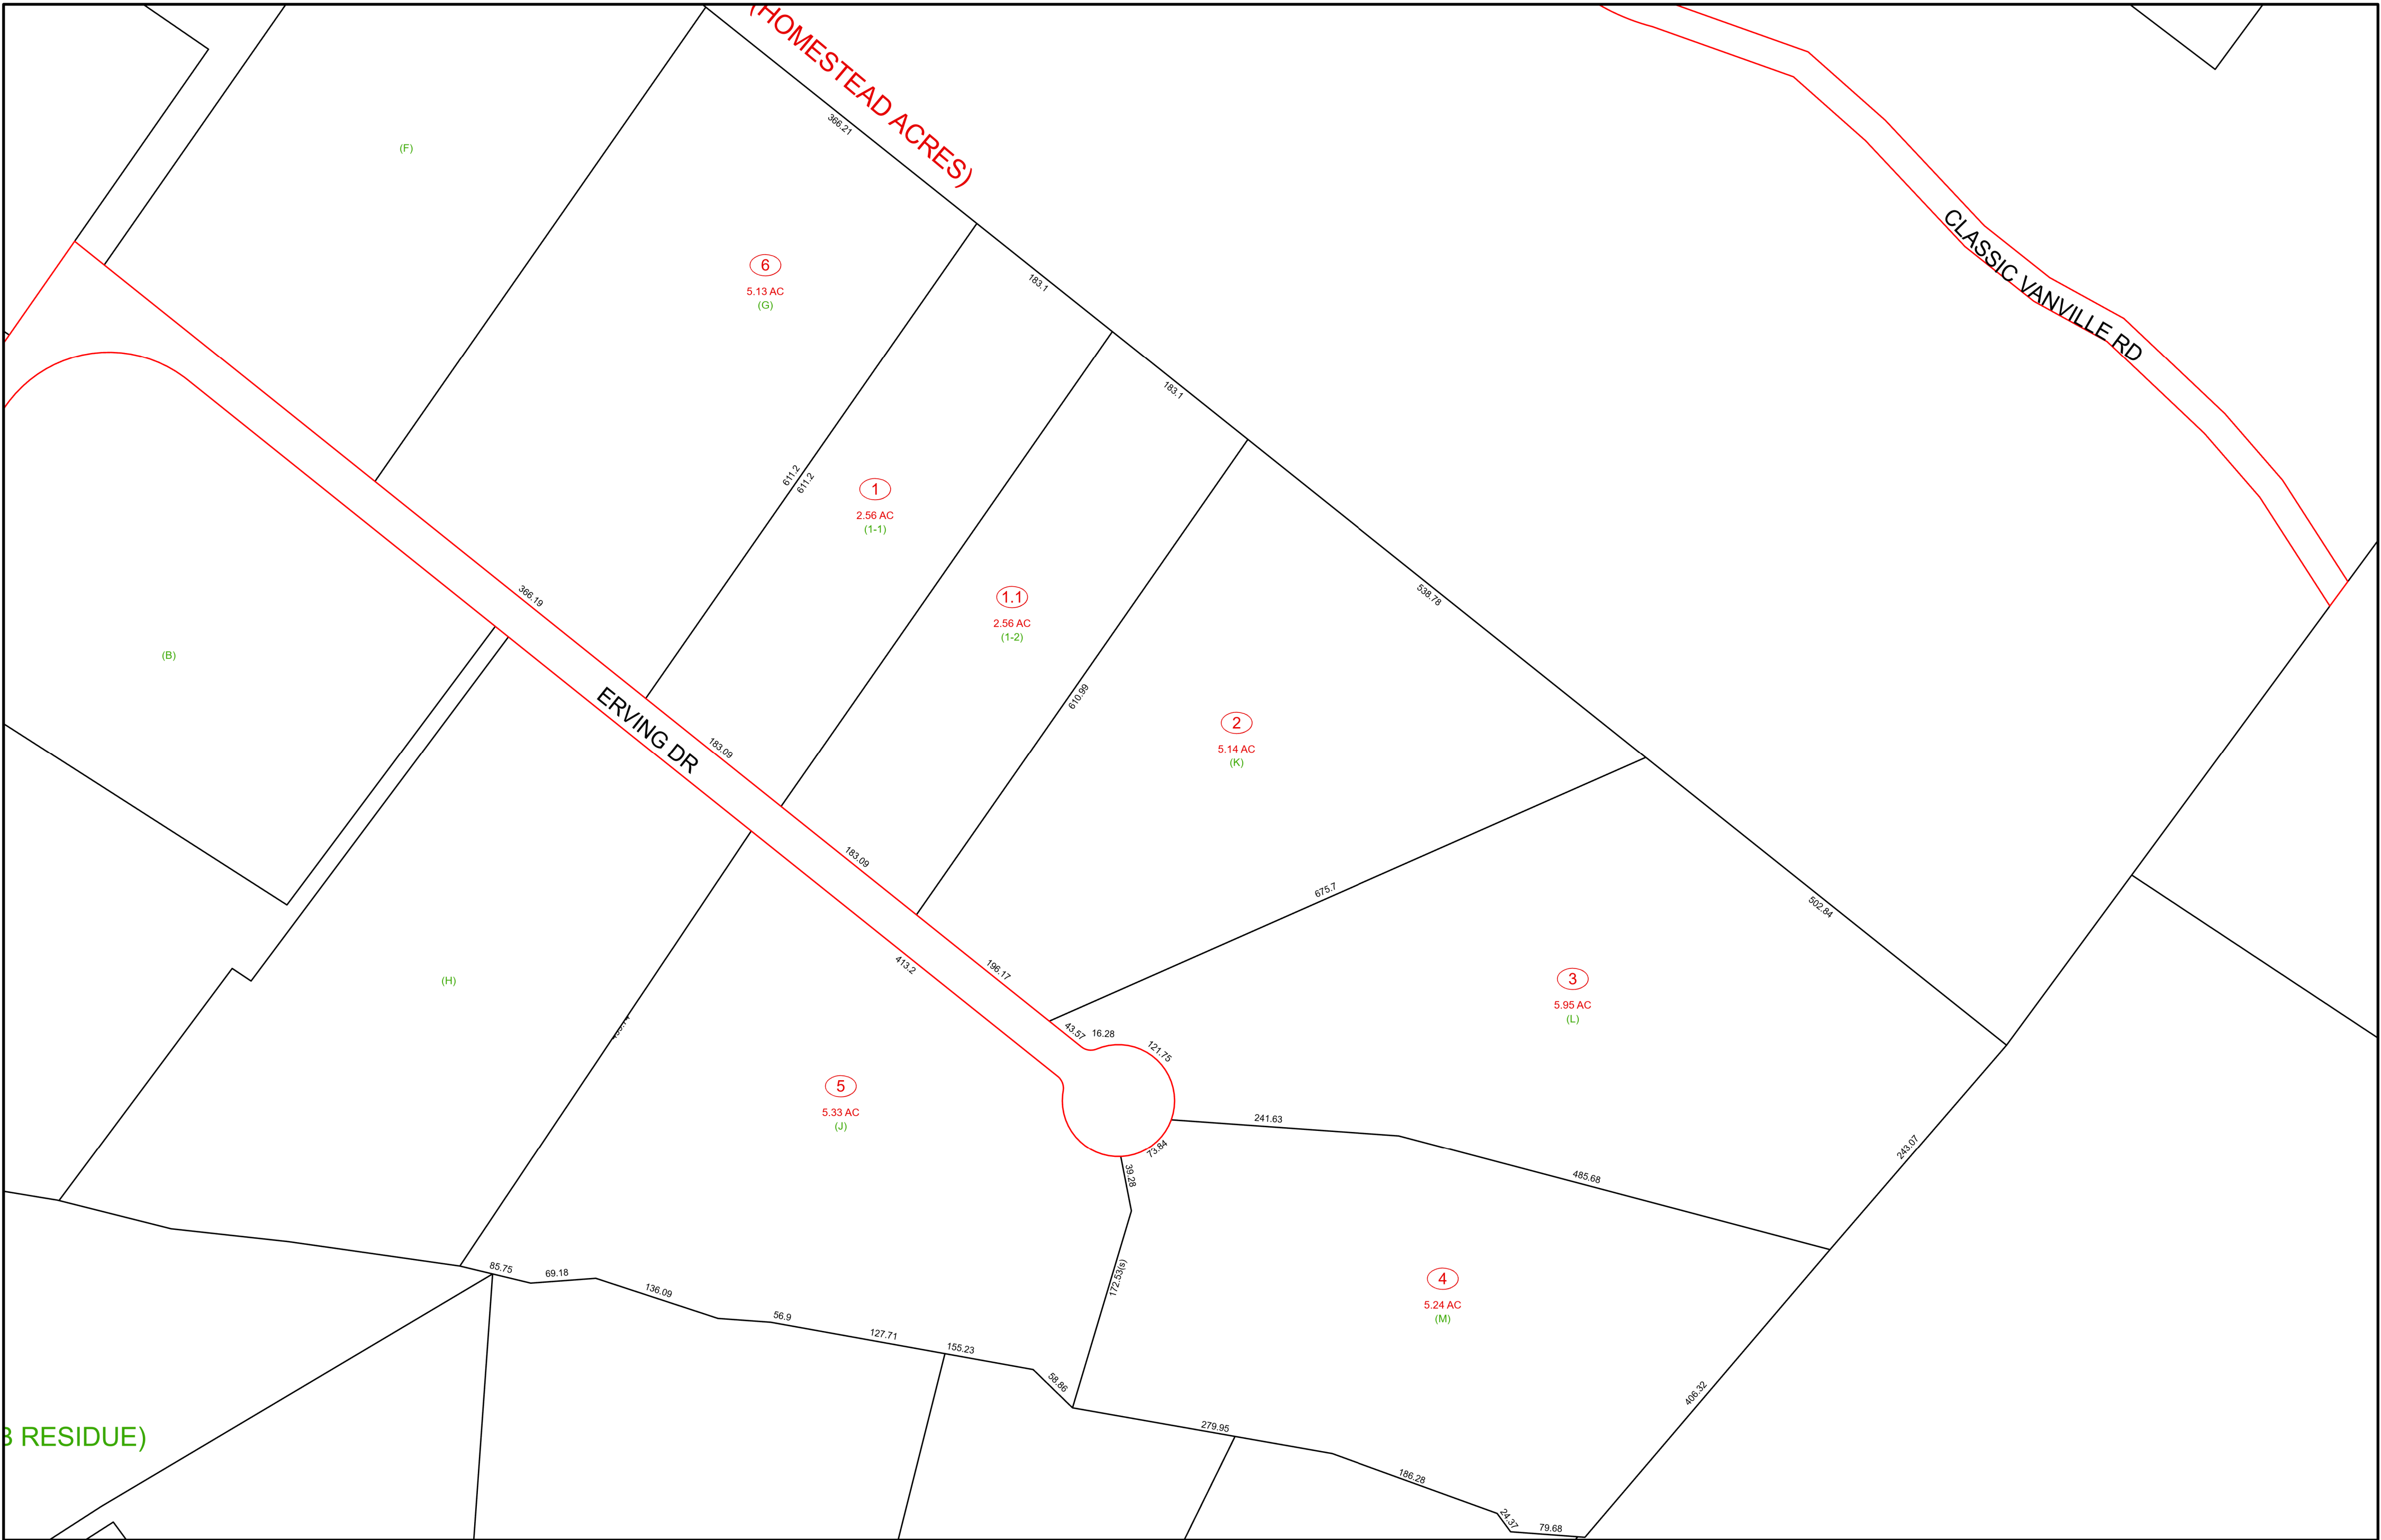 (HOMESTEAD ACRES)
366.21
(F)
CLASSIC VANVILLE RD
6
5.13 AC
(G)
183.1
183.1
611.2
611.2
1
2.56 AC
(1-1)
366.19
1.1
2.56 AC
(1-2)
538.78
(B)
610.99
ERVING DR
183.09
2
5.14 AC
(K)
183.09
675.7
502.84
413.2
196.17
(H)
3
5.95 AC
(L)
43.57
16.28
121.75
5
5.33 AC
(J)
241.63
73.84
39.28
243.07
485.68
85.75
69.18
136.09
172.53(s)
4
5.24 AC
(M)
56.9
127.71
155.23
58.86
406.32
279.95
RESIDUE)
186.28
24.37
79.68